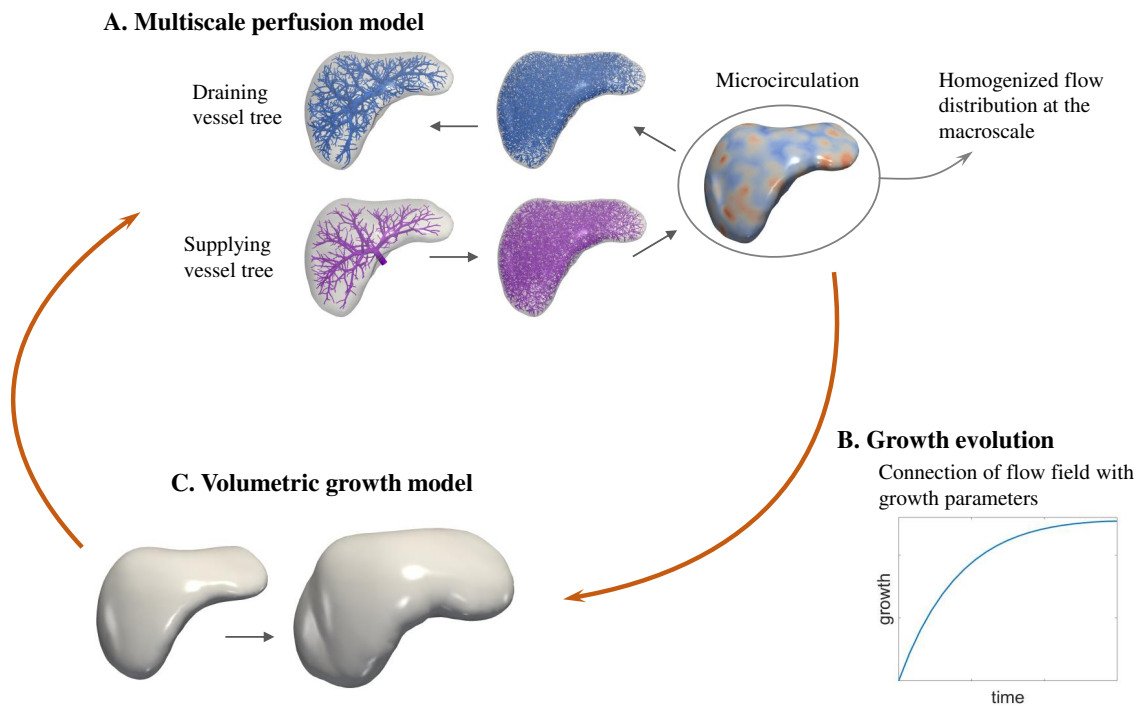 A. Multiscale perfusion model
Draining
vessel tree
Microcirculation
Homogenized flow
distribution at the
macroscale
Supplying
vessel tree
B. Growth evolution
Connection of flow field with
growth parameters
growth
time
C. Volumetric growth model